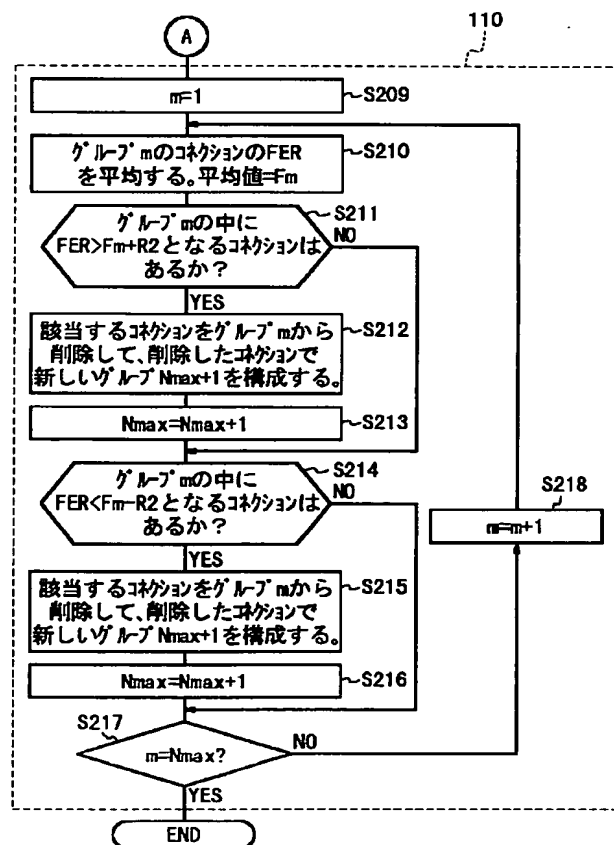 110
A
m=1
S209
グループmのコネクションのFER
を平均する。平均値=Fm
S210
グループmの中に
FER>Fm+R2となるコネクションは
あるか？
S211
NO
YES
該当するコネクションをグループmから
削除して、削除したコネクションで
新しいグループNmax+1を構成する。
S212
Nmax=Nmax+1
S213
グループmの中に
FER<Fm-R2となるコネクションは
あるか？
S214
NO
YES
S218
m=m+1
該当するコネクションをグループmから
削除して、削除したコネクションで
新しいグループNmax+1を構成する。
S215
Nmax=Nmax+1
S216
S217
m=Nmax?
NO
YES
END